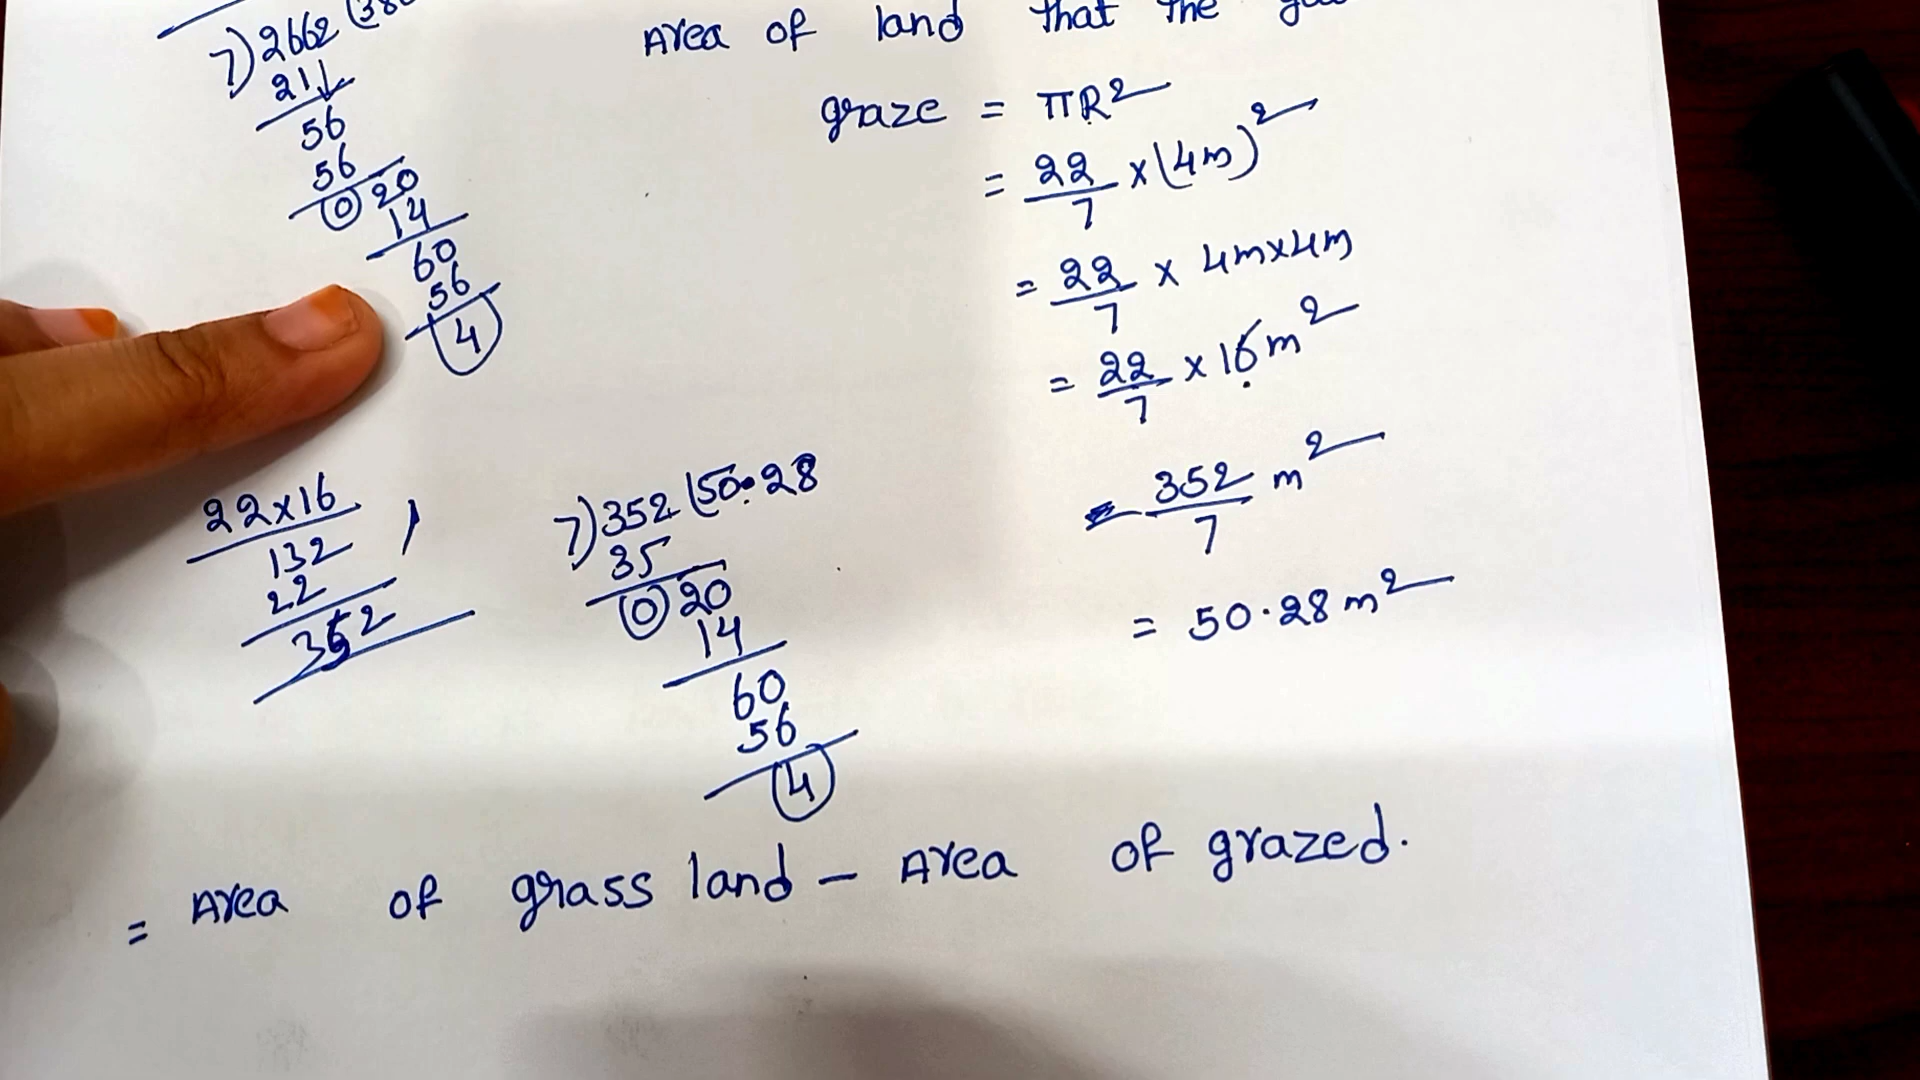 7)2662(38
21↓
56
56
0 20
14
60
56
4
Area of land that the
graze = πR²
= 22/7 x (4m)²
= 22/7 x 4m x 4m
= 22/7 x 16m²
= 352/7 m²
= 50.28 m²
22x16
132
22
352
7)352(50.28
35
0 20
14
60
56
4
= Area of grass land - Area of grazed.